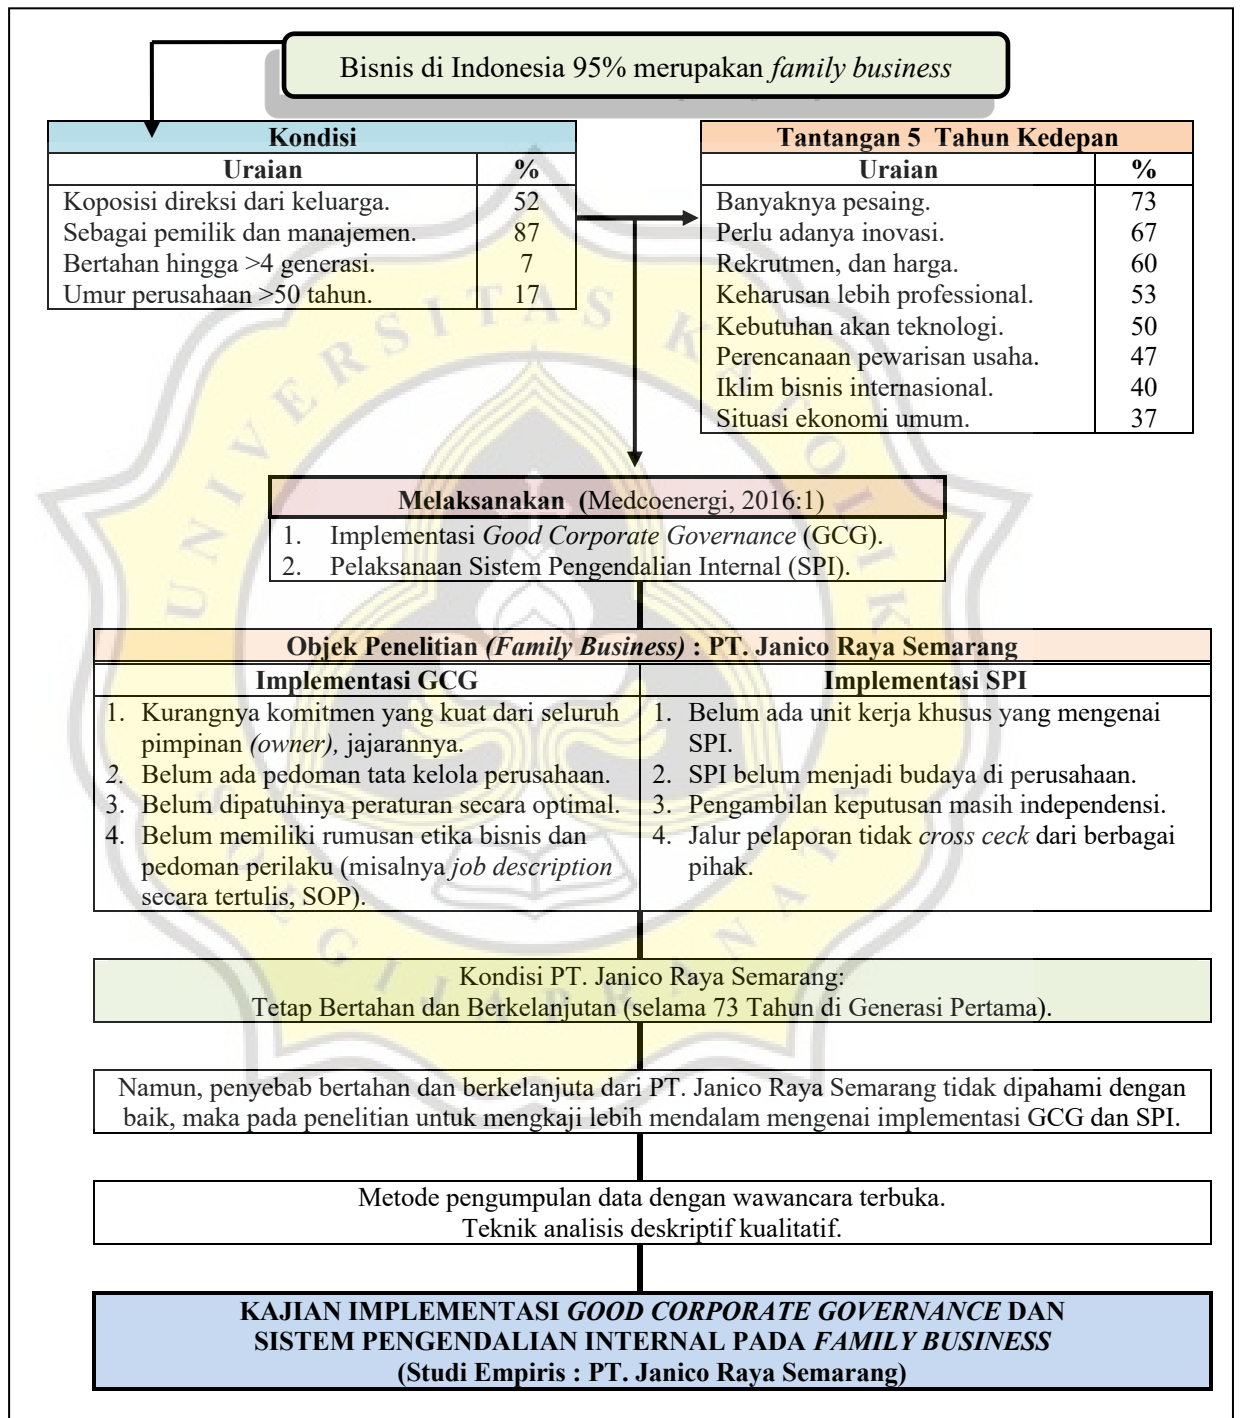 Bisnis di Indonesia 95% merupakan family business
Kondisi
Uraian %
Koposisi direksi dari keluarga. 52
Sebagai pemilik dan manajemen. 87
Bertahan hingga >4 generasi. 7
Umur perusahaan >50 tahun. 17
Tantangan 5 Tahun Kedepan
Uraian %
Banyaknya pesaing. 73
Perlu adanya inovasi. 67
Rekrutmen, dan harga. 60
Keharusan lebih professional. 53
Kebutuhan akan teknologi. 50
Perencanaan pewarisan usaha. 47
Iklim bisnis internasional. 40
Situasi ekonomi umum. 37
Melaksanakan (Medcoenergi, 2016:1)
1. Implementasi Good Corporate Governance (GCG).
2. Pelaksanaan Sistem Pengendalian Internal (SPI).
Objek Penelitian (Family Business) : PT. Janico Raya Semarang
Implementasi GCG
1. Kurangnya komitmen yang kuat dari seluruh
pimpinan (owner), jajarannya.
2. Belum ada pedoman tata kelola perusahaan.
3. Belum dipatuhinya peraturan secara optimal.
4. Belum memiliki rumusan etika bisnis dan
pedoman perilaku (misalnya job description
secara tertulis, SOP).
Implementasi SPI
1. Belum ada unit kerja khusus yang mengenai
SPI.
2. SPI belum menjadi budaya di perusahaan.
3. Pengambilan keputusan masih independensi.
4. Jalur pelaporan tidak cross ceck dari berbagai
pihak.
Kondisi PT. Janico Raya Semarang:
Tetap Bertahan dan Berkelanjutan (selama 73 Tahun di Generasi Pertama).
Namun, penyebab bertahan dan berkelanjuta dari PT. Janico Raya Semarang tidak dipahami dengan
baik, maka pada penelitian untuk mengkaji lebih mendalam mengenai implementasi GCG dan SPI.
Metode pengumpulan data dengan wawancara terbuka.
Teknik analisis deskriptif kualitatif.
KAJIAN IMPLEMENTASI GOOD CORPORATE GOVERNANCE DAN
SISTEM PENGENDALIAN INTERNAL PADA FAMILY BUSINESS
(Studi Empiris : PT. Janico Raya Semarang)
UNIVERSITAS KATOLIK
SOEGIJAPRANATA